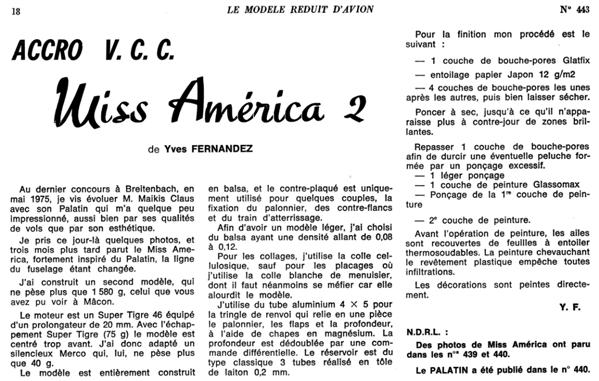 18
LE MODELE REDUIT D'AVION
N° 443
ACCRO V. C. C.
Miss América 2
de Yves FERNANDEZ
Au dernier concours à Breitenbach, en
mai 1975, je vis évoluer M. Maikis Claus
avec son Palatin qui m'a quelque peu
impressionné, aussi bien par ses qualités
de vols que par son esthétique.
Je pris ce jour-là quelques photos, et
trois mois plus tard parut le Miss Ame-
rica, fortement inspiré du Palatin, la ligne
du fuselage étant changée.
J'ai construit un second modèle, qui
ne pèse plus que 1 580 g, celui que vous
avez pu voir à Mâcon.
Le moteur est un Super Tigre 46 équipé
d'un prolongateur de 20 mm. Avec l'échap-
pement Super Tigre (75 g) le modèle est
centré trop avant. J'ai donc adapté un
silencieux Merco qui, lui, ne pèse plus
que 40 g.
Le modèle est entièrement construit
en balsa, et le contre-plaqué est unique-
ment utilisé pour quelques couples, la
fixation du palonnier, des contre-flancs
et du train d'atterrissage.
Afin d'avoir un modèle léger, j'ai choisi
du balsa ayant une densité allant de 0,08
à 0,12.
Pour les collages, j'utilise la colle cel-
lulosique, sauf pour les placages où
j'utilise la colle blanche de menuisier,
dont il faut néanmoins se méfier car elle
alourdit le modèle.
J'utilise du tube aluminium 4 X 5 pour
la tringle de renvoi qui relie en une pièce
le palonnier, les flaps et la profondeur,
à l'aide de chapes en magnésium. La
profondeur est dédoublée par une com-
mande différentielle. Le réservoir est du
type classique 3 tubes réalisé en tôle
de laiton 0,2 mm.
Pour la finition mon procédé est le
suivant :
— 1 couche de bouche-pores Glatfix
— entoilage papier Japon 12 g/m2
— 4 couches de bouche-pores les unes
après les autres, puis bien laisser sécher.
Poncer à sec, jusqu'à ce qu'il n'appa-
raisse plus à contre-jour de zones bril-
lantes.
Repasser 1 couche de bouche-pores
afin de durcir une éventuelle peluche for-
mée par un ponçage excessif.
— 1 léger ponçage
— 1 couche de peinture Glassomax
— Ponçage de la 1re couche de pein-
ture
— 2e couche de peinture.
Avant l'opération de peinture, les ailes
sont recouvertes de feuilles à entoiler
thermosoudables. La peinture chevauchant
le revêtement plastique empêche toutes
infiltrations.
Les décorations sont peintes directe-
ment.
Y. F.
N.D.R.L. :
Des photos de Miss América ont paru
dans les nos 439 et 440.
Le PALATIN a été publié dans le n° 440.